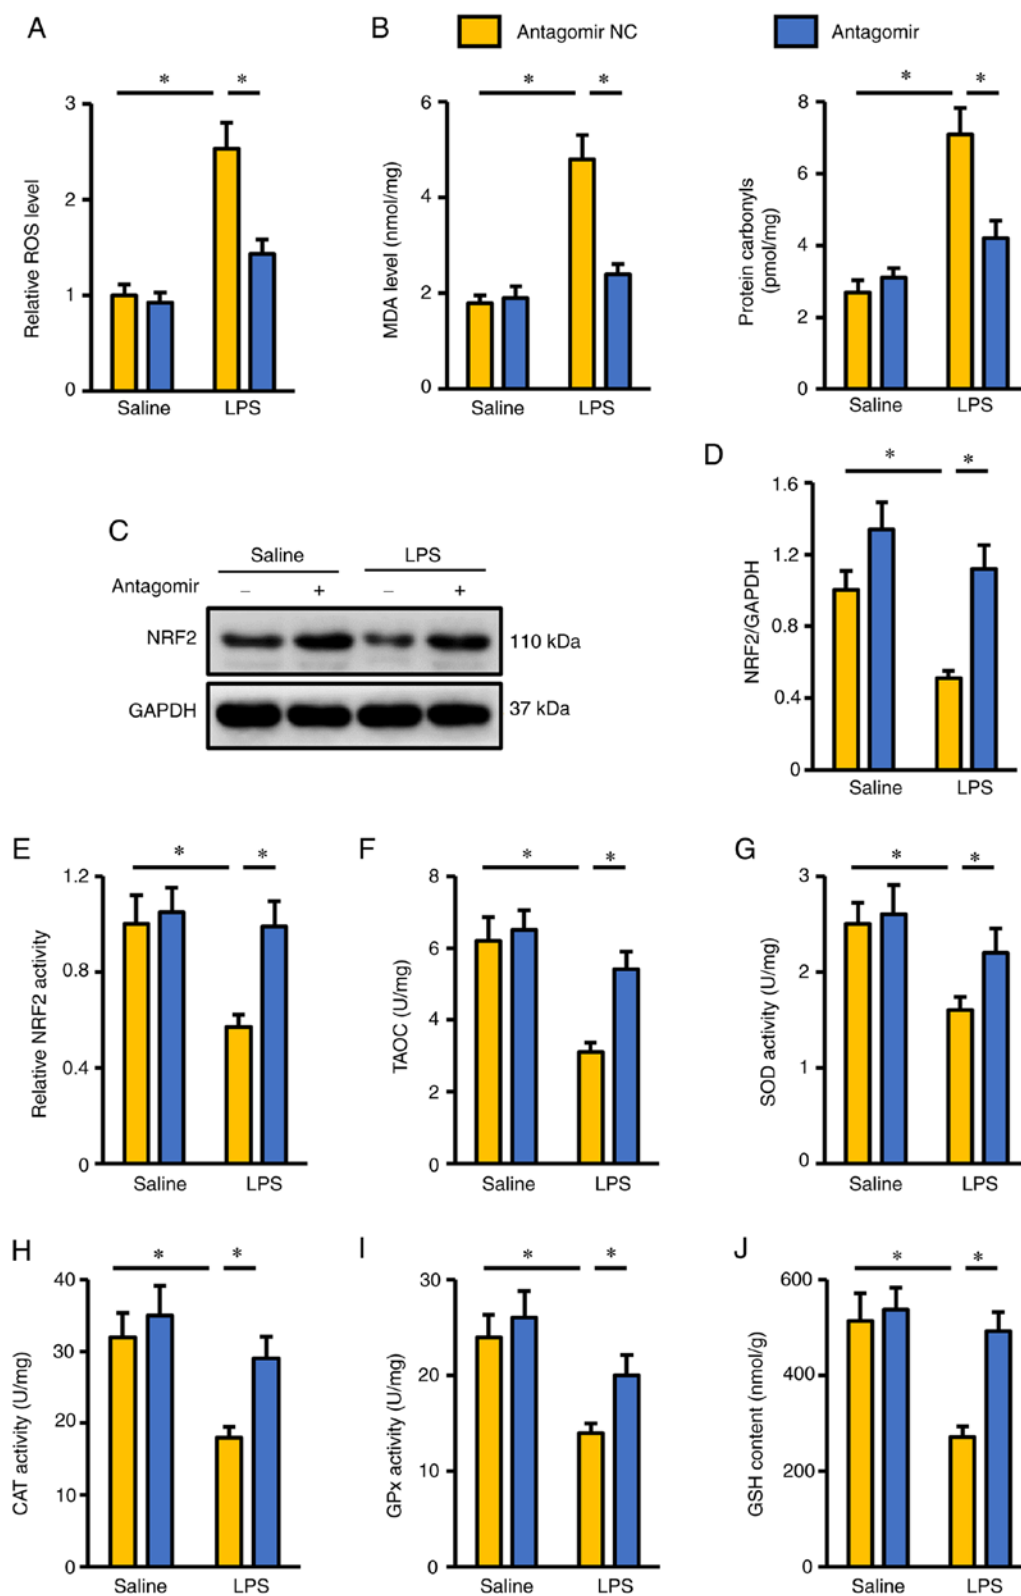 A
B
Antagomir NC
Antagomir
Relative ROS level
3
2
1
0
* *
Saline LPS
MDA level (nmol/mg)
6
4
2
0
* *
Saline LPS
Protein carbonyls
(pmol/mg)
8
6
4
2
0
* *
Saline LPS
C
Saline LPS
Antagomir − + − +
NRF2 110 kDa
GAPDH 37 kDa
D
NRF2/GAPDH
1.6
1.2
0.8
0.4
0
* *
Saline LPS
E
Relative NRF2 activity
1.2
0.8
0.4
0
* *
Saline LPS
F
TAOC (U/mg)
8
6
4
2
0
* *
Saline LPS
G
SOD activity (U/mg)
3
2
1
0
* *
Saline LPS
H
CAT activity (U/mg)
40
30
20
10
0
* *
Saline LPS
I
GPx activity (U/mg)
30
20
10
0
* *
Saline LPS
J
GSH content (nmol/g)
600
400
200
0
* *
Saline LPS